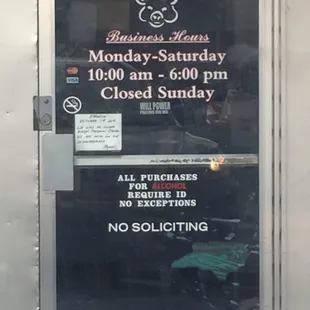 Business Hours
Monday-Saturday
10:00 am - 6:00 pm
Closed Sunday
WILL POWER
VISA
ALL PURCHASES
FOR ALCOHOL
REQUIRE ID
NO EXCEPTIONS
NO SOLICITING